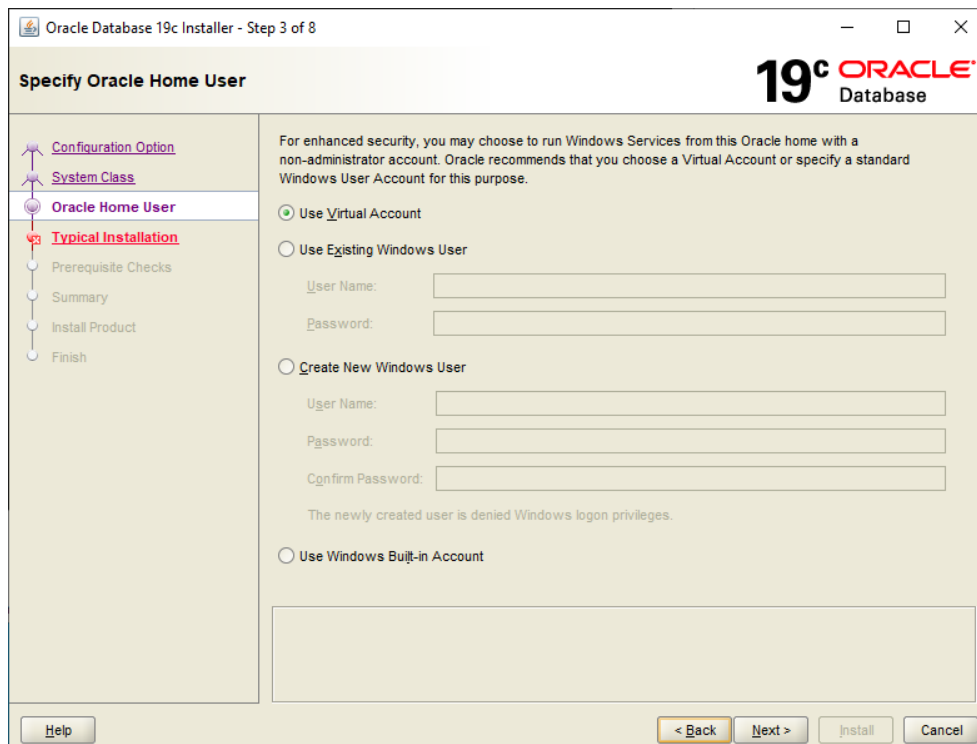 Oracle Database 19c Installer - Step 3 of 8
Specify Oracle Home User
19c ORACLE
Database
Configuration Option
System Class
Oracle Home User
Typical Installation
Prerequisite Checks
Summary
Install Product
Finish
For enhanced security, you may choose to run Windows Services from this Oracle home with a
non-administrator account. Oracle recommends that you choose a Virtual Account or specify a standard
Windows User Account for this purpose.
Use Virtual Account
Use Existing Windows User
User Name:
Password:
Create New Windows User
User Name:
Password:
Confirm Password:
The newly created user is denied Windows logon privileges.
Use Windows Built-in Account
Help
< Back
Next >
Install
Cancel